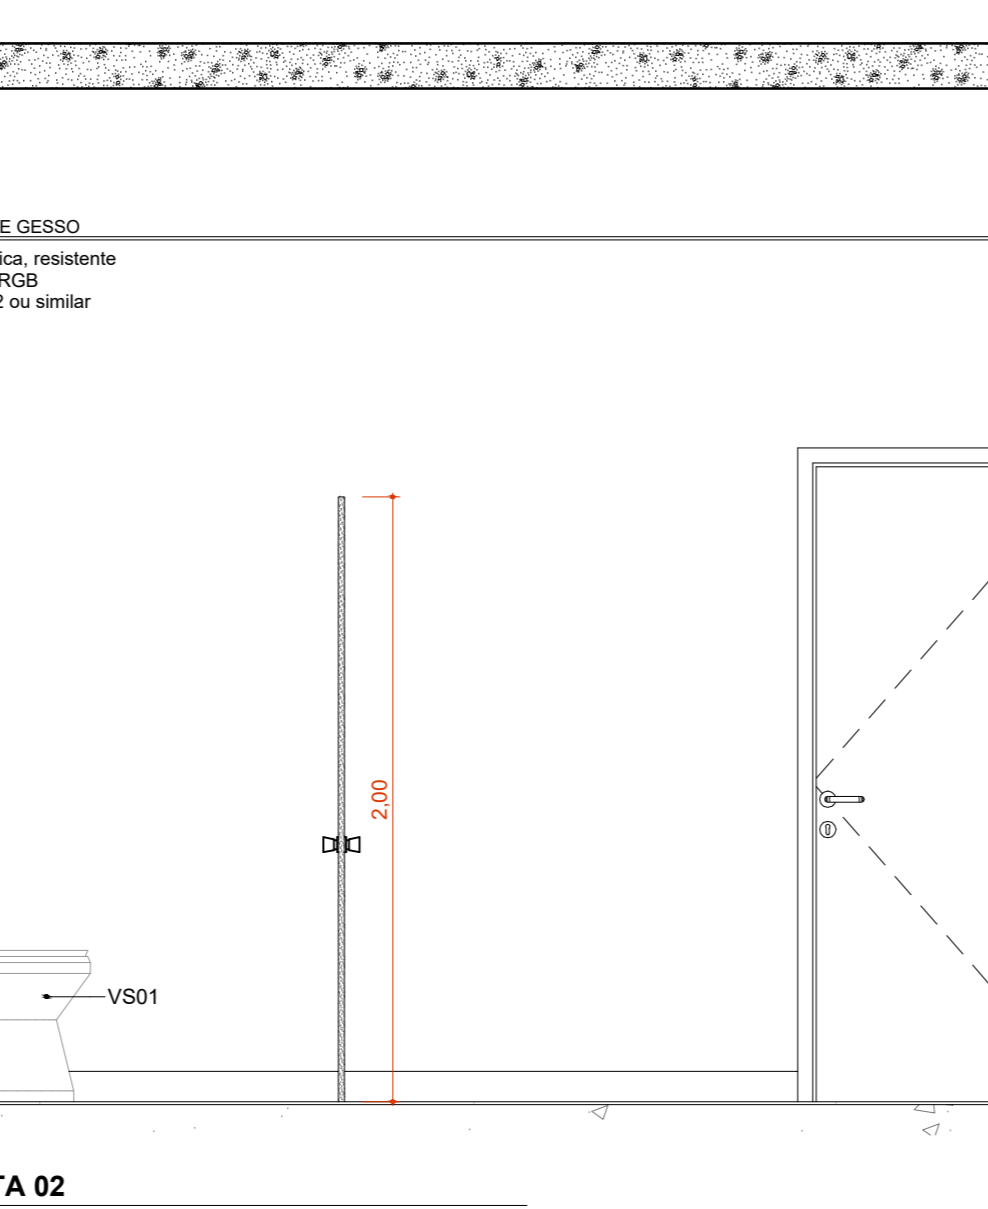 E GESSO
ica, resistente
RGB
2 ou similar
2,00
VS01
TA 02